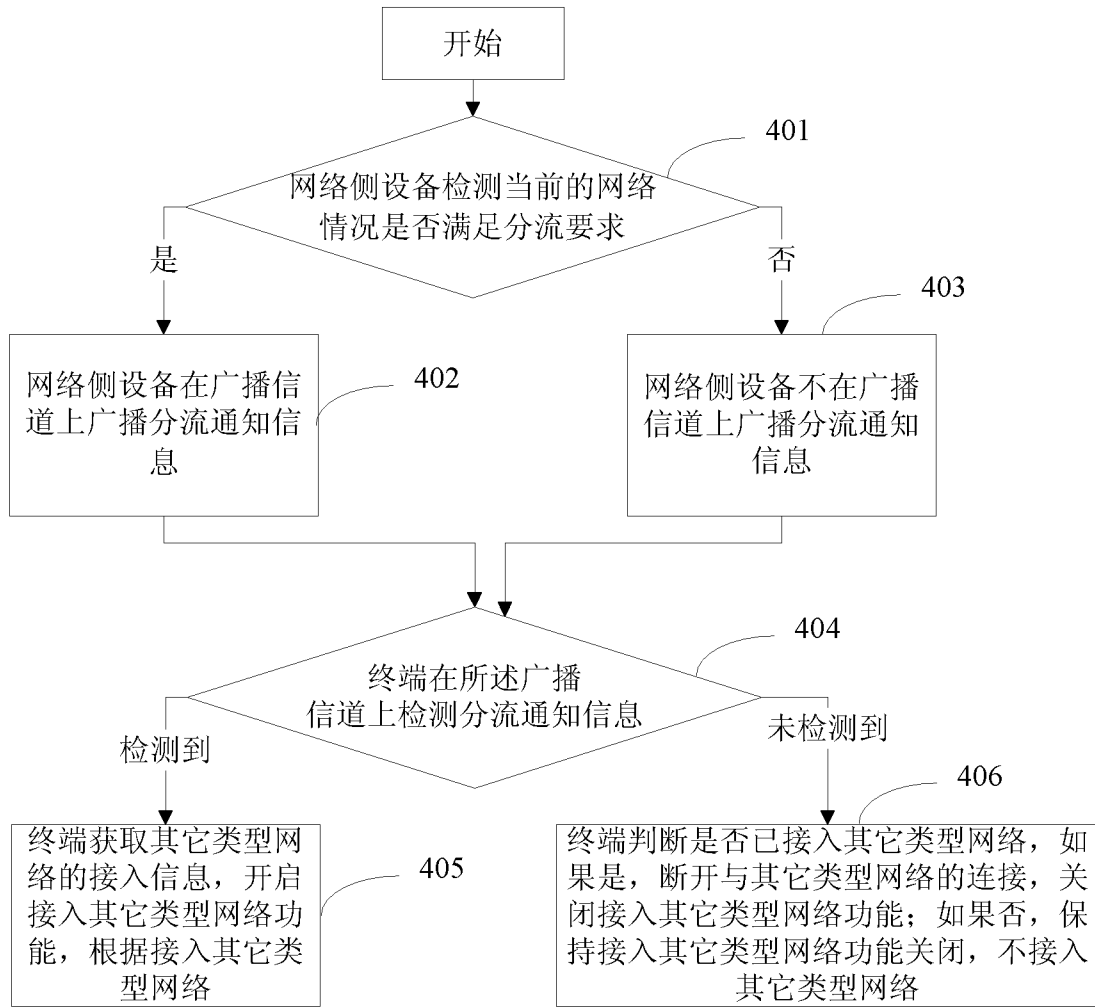 开始
401
网络侧设备检测当前的网络
情况是否满足分流要求
是
否
403
网络侧设备在广播信
道上广播分流通知信
息
402
网络侧设备不在广播
信道上广播分流通知
信息
404
终端在所述广播
信道上检测分流通知信息
检测到
未检测到
406
终端获取其它类型网
络的接入信息，开启
接入其它类型网络功
能，根据接入其它类
型网络
405
终端判断是否已接入其它类型网络，如
果是，断开与其它类型网络的连接，关
闭接入其它类型网络功能；如果否，保
持接入其它类型网络功能关闭，不接入
其它类型网络